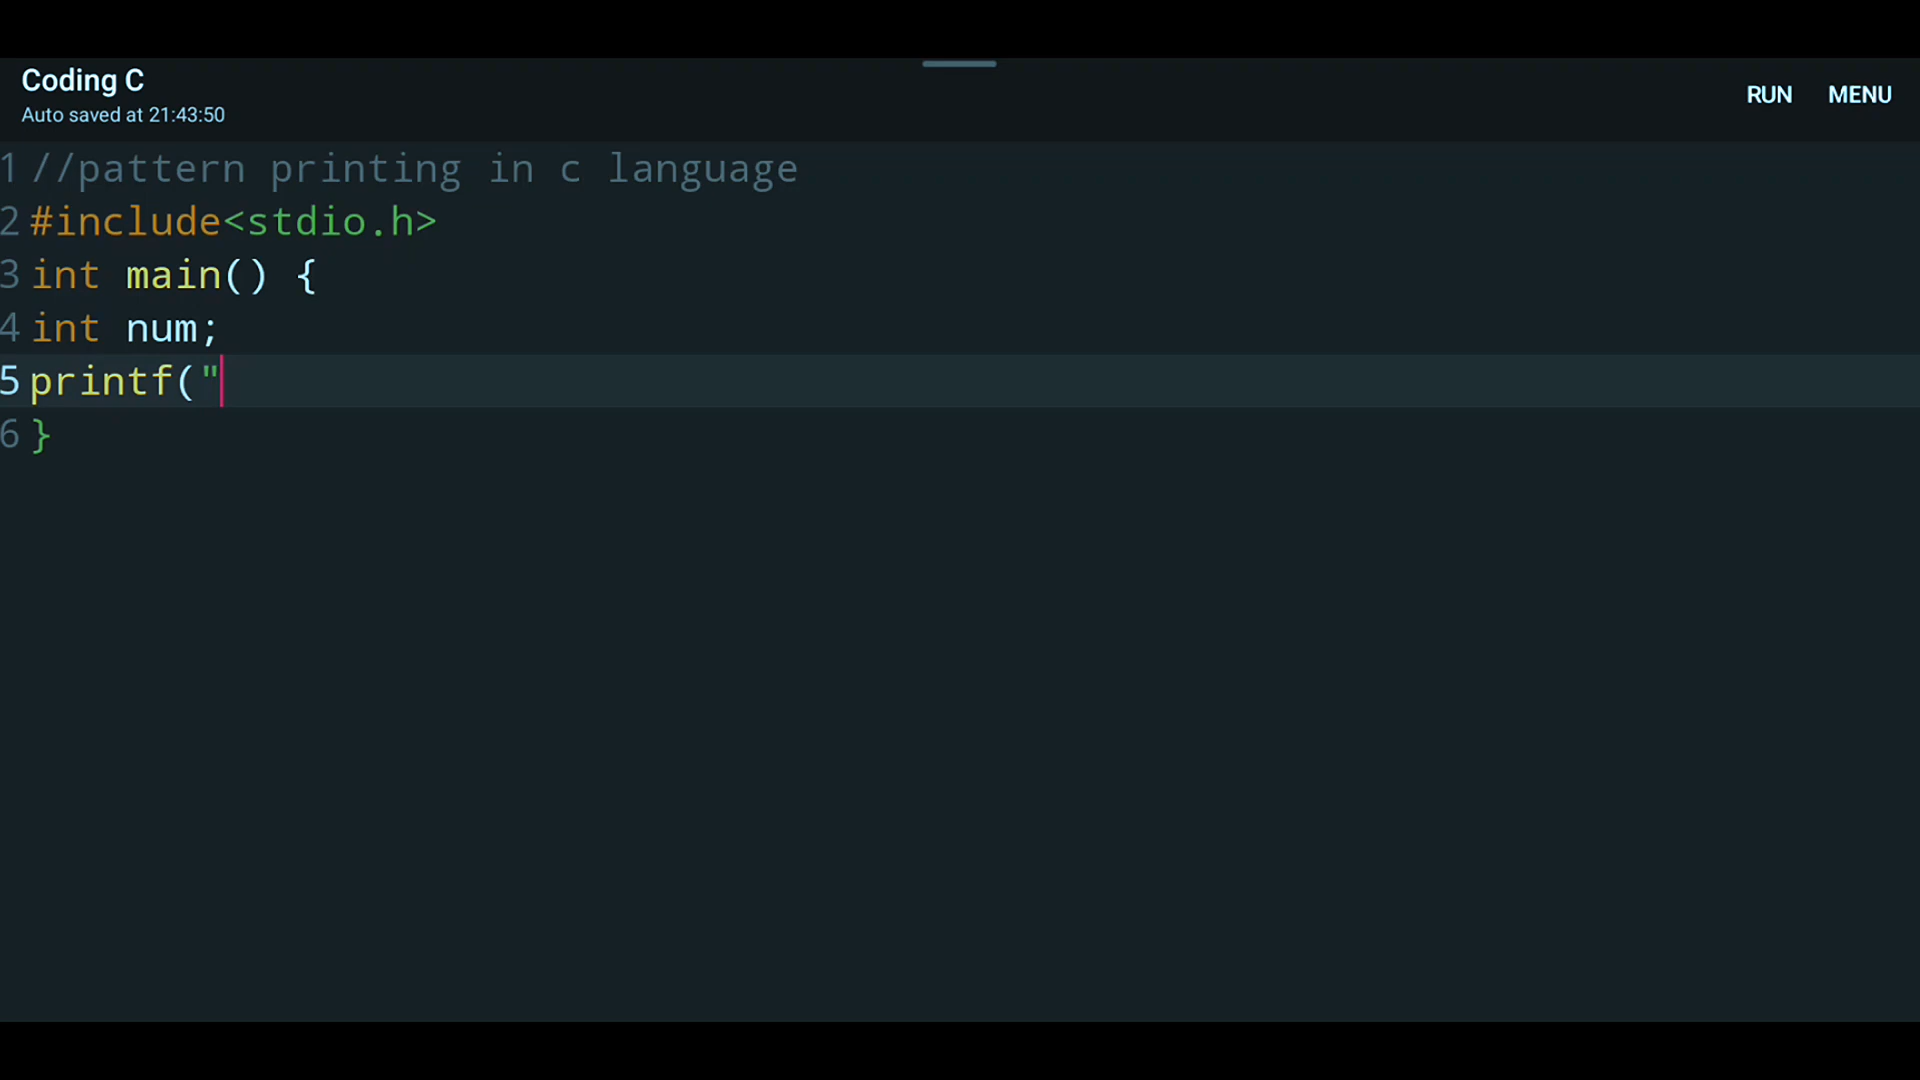 Coding C
Auto saved at 21:43:50
RUN MENU
1 //pattern printing in c language
2 #include<stdio.h>
3 int main() {
4 int num;
5 printf("
6 }